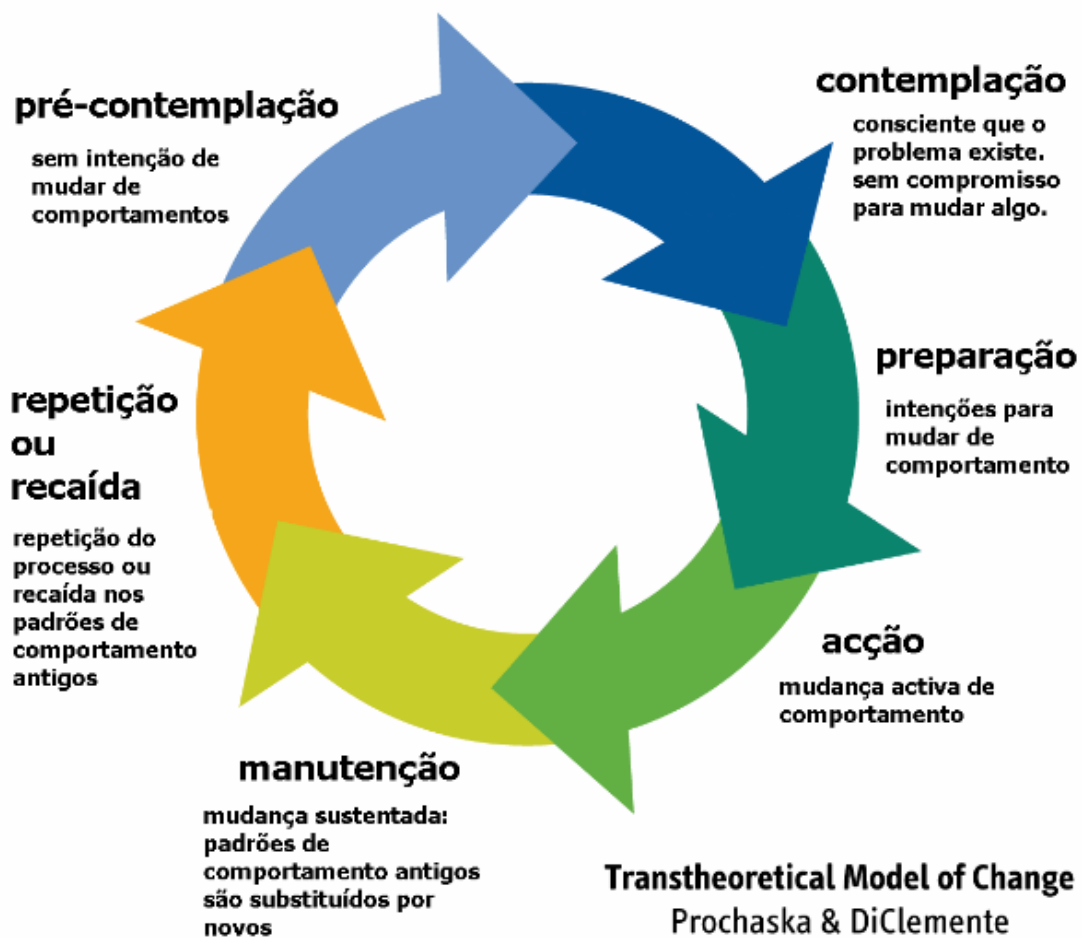 pré-contemplação
sem intenção de
mudar de
comportamentos
contemplação
consciente que o
problema existe.
sem compromisso
para mudar algo.
preparação
intenções para
mudar de
comportamento
acção
mudança activa de
comportamento
manutenção
mudança sustentada:
padrões de
comportamento antigos
são substituídos por
novos
repetição
ou
recaída
repetição do
processo ou
recaída nos
padrões de
comportamento
antigos
Transtheoretical Model of Change
Prochaska & DiClemente